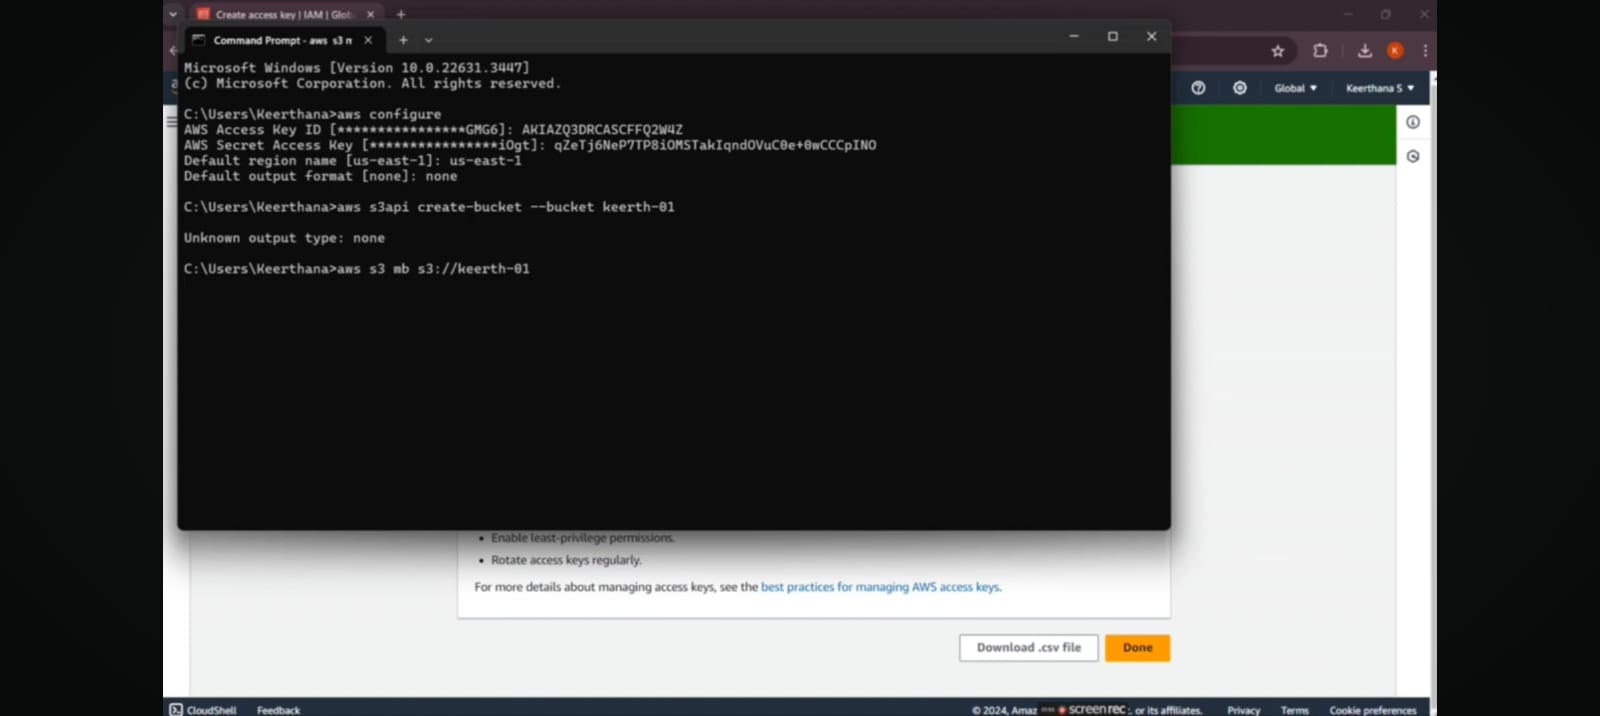 Create access key | IAM | Glob
Command Prompt - aws s3 m
Microsoft Windows [Version 10.0.22631.3447]
(c) Microsoft Corporation. All rights reserved.
C:\Users\Keerthana>aws configure
AWS Access Key ID [****************GMG6]: AKIAZQ3DRCASCFFQ2W4Z
AWS Secret Access Key [****************iOgt]: 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
Default region name [us-east-1]: us-east-1
Default output format [none]: none
C:\Users\Keerthana>aws s3api create-bucket --bucket keerth-01
Unknown output type: none
C:\Users\Keerthana>aws s3 mb s3://keerth-01
K
Global
Keerthana S
• Enable least-privilege permissions.
• Rotate access keys regularly.
For more details about managing access keys, see the best practices for managing AWS access keys.
Download .csv file
Done
CloudShell
Feedback
© 2024, Amaz
screenrec
or its affiliates.
Privacy
Terms
Cookie preferences